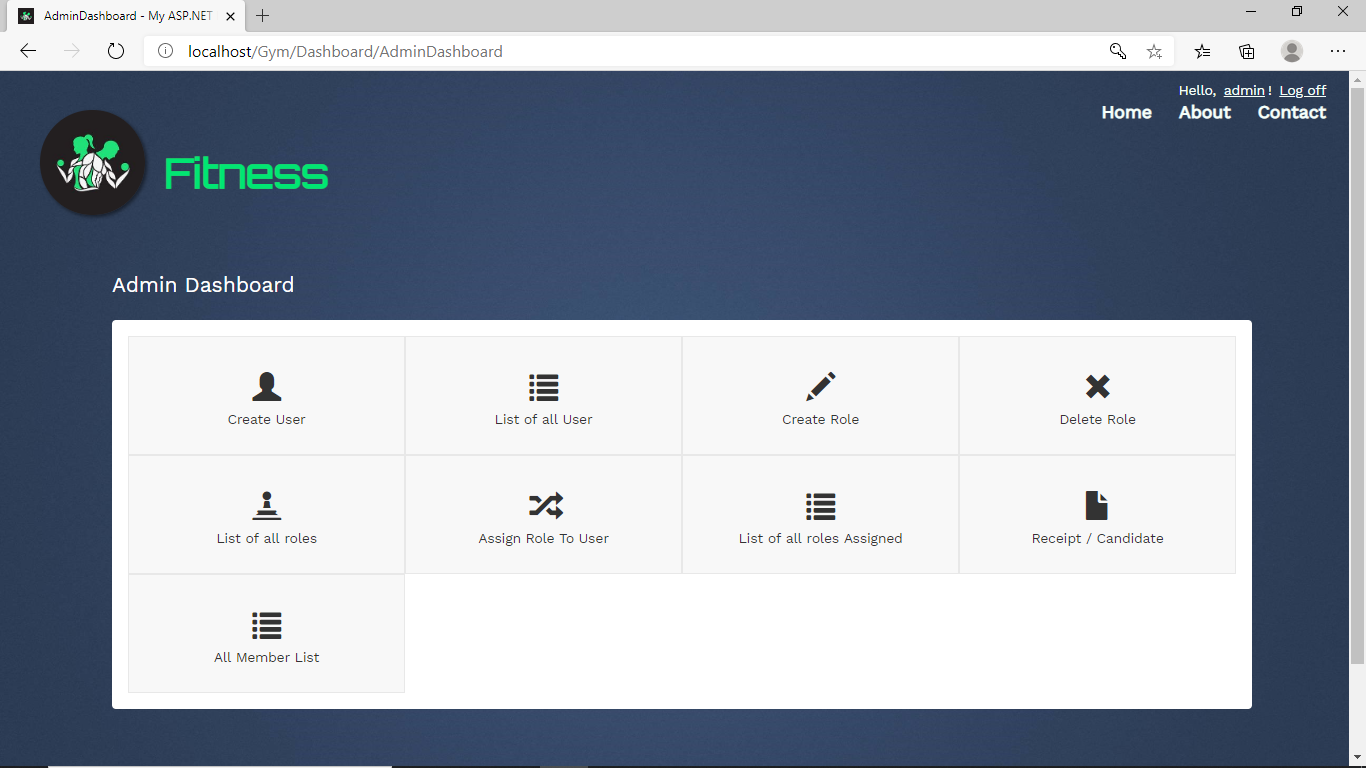 AdminDashboard - My ASP.NET
localhost/Gym/Dashboard/AdminDashboard
Hello, admin! Log off
Home About Contact
Fitness
Admin Dashboard
Create User List of all User Create Role Delete Role
List of all roles Assign Role To User List of all roles Assigned Receipt / Candidate
All Member List